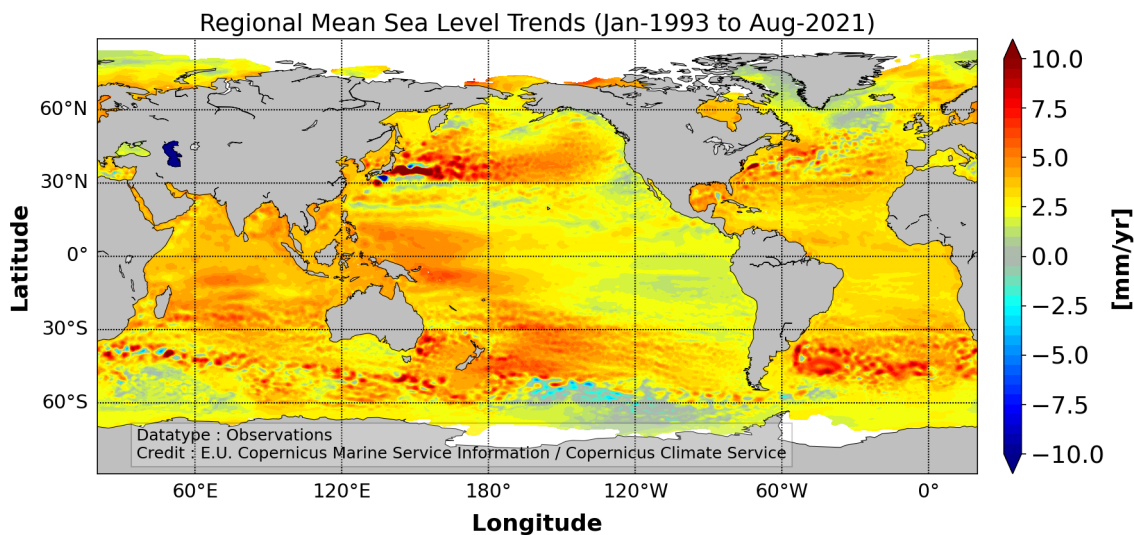 Regional Mean Sea Level Trends (Jan-1993 to Aug-2021)
60°N
30°N
0°
30°S
60°S
Latitude
60°E 120°E 180° 120°W 60°W 0°
Longitude
Datatype : Observations
Credit : E.U. Copernicus Marine Service Information / Copernicus Climate Service
10.0
7.5
5.0
2.5
0.0
−2.5
−5.0
−7.5
−10.0
[mm/yr]